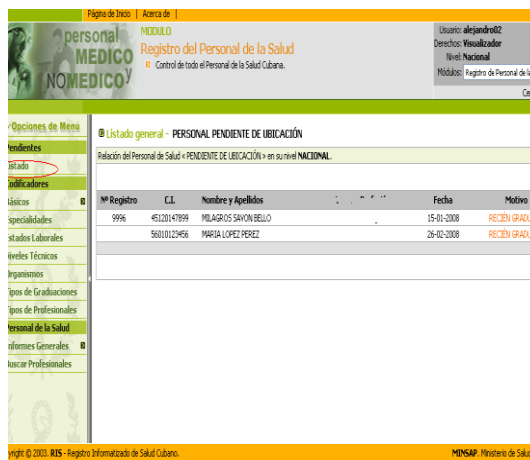 Página de Inicio | Acerca de |
personal
MEDICO y
NO MEDICO
MODULO
Registro del Personal de la Salud
Control de todo el Personal de la Salud Cubana.
Usuario: alejandro02
Derechos: Visualizador
Nivel: Nacional
Módulos: Registro de Personal de la
Ce
Opciones de Menú
Pendientes
Listado
Codificadores
Básicos
Especialidades
Estados Laborales
Niveles Técnicos
Organismos
Tipos de Graduaciones
Tipos de Profesionales
Personal de la Salud
Informes Generales
Buscar Profesionales
Listado general - PERSONAL PENDIENTE DE UBICACIÓN
Relación del Personal de Salud « PENDIENTE DE UBICACIÓN » en su nivel NACIONAL.
Nº Registro C.I. Nombre y Apellidos Fecha Motivo
9996 45120147899 MILAGROS SAYON BELLO 15-01-2008 RECIÉN GRADU
56010123456 MARIA LOPEZ PEREZ 26-02-2008 RECIÉN GRADU
yright © 2003. RIS - Registro Informatizado de Salud Cubano.
MINSAP. Ministerio de Salu